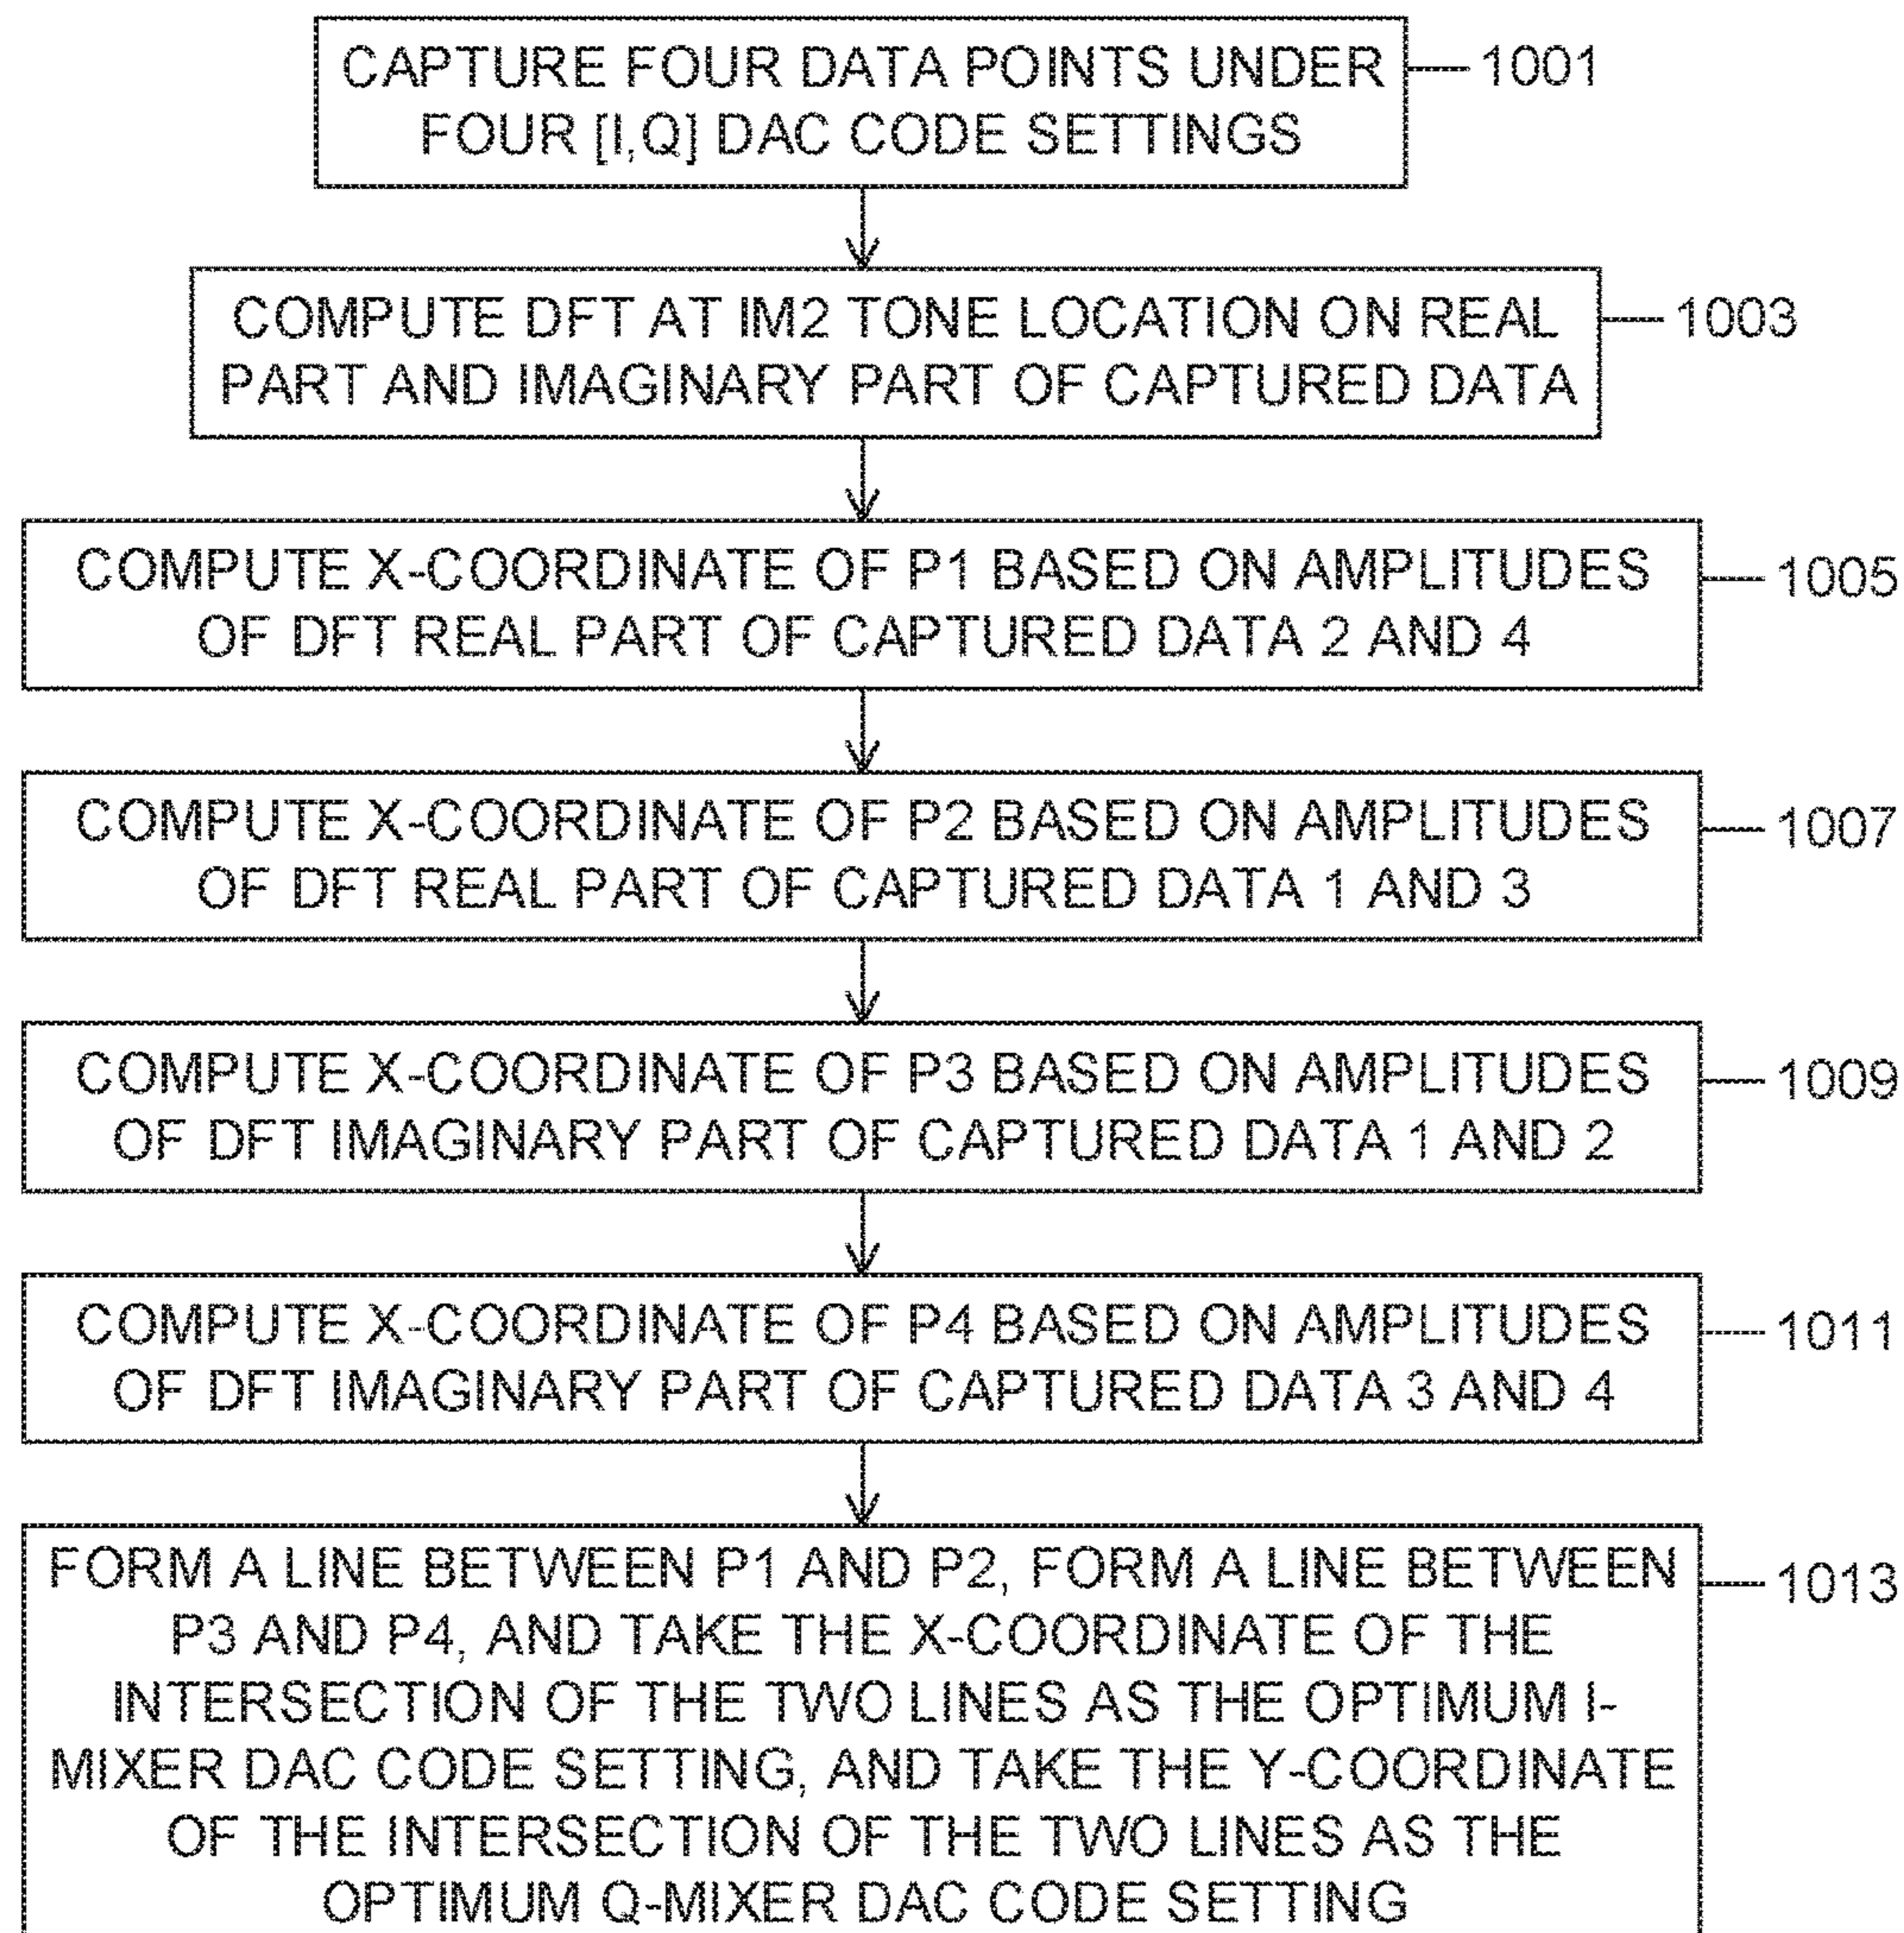 CAPTURE FOUR DATA POINTS UNDER
FOUR [I,Q] DAC CODE SETTINGS
1001
COMPUTE DFT AT IM2 TONE LOCATION ON REAL
PART AND IMAGINARY PART OF CAPTURED DATA
1003
COMPUTE X-COORDINATE OF P1 BASED ON AMPLITUDES
OF DFT REAL PART OF CAPTURED DATA 2 AND 4
1005
COMPUTE X-COORDINATE OF P2 BASED ON AMPLITUDES
OF DFT REAL PART OF CAPTURED DATA 1 AND 3
1007
COMPUTE X-COORDINATE OF P3 BASED ON AMPLITUDES
OF DFT IMAGINARY PART OF CAPTURED DATA 1 AND 2
1009
COMPUTE X-COORDINATE OF P4 BASED ON AMPLITUDES
OF DFT IMAGINARY PART OF CAPTURED DATA 3 AND 4
1011
FORM A LINE BETWEEN P1 AND P2, FORM A LINE BETWEEN
P3 AND P4, AND TAKE THE X-COORDINATE OF THE
INTERSECTION OF THE TWO LINES AS THE OPTIMUM I-
MIXER DAC CODE SETTING, AND TAKE THE Y-COORDINATE
OF THE INTERSECTION OF THE TWO LINES AS THE
OPTIMUM Q-MIXER DAC CODE SETTING
1013